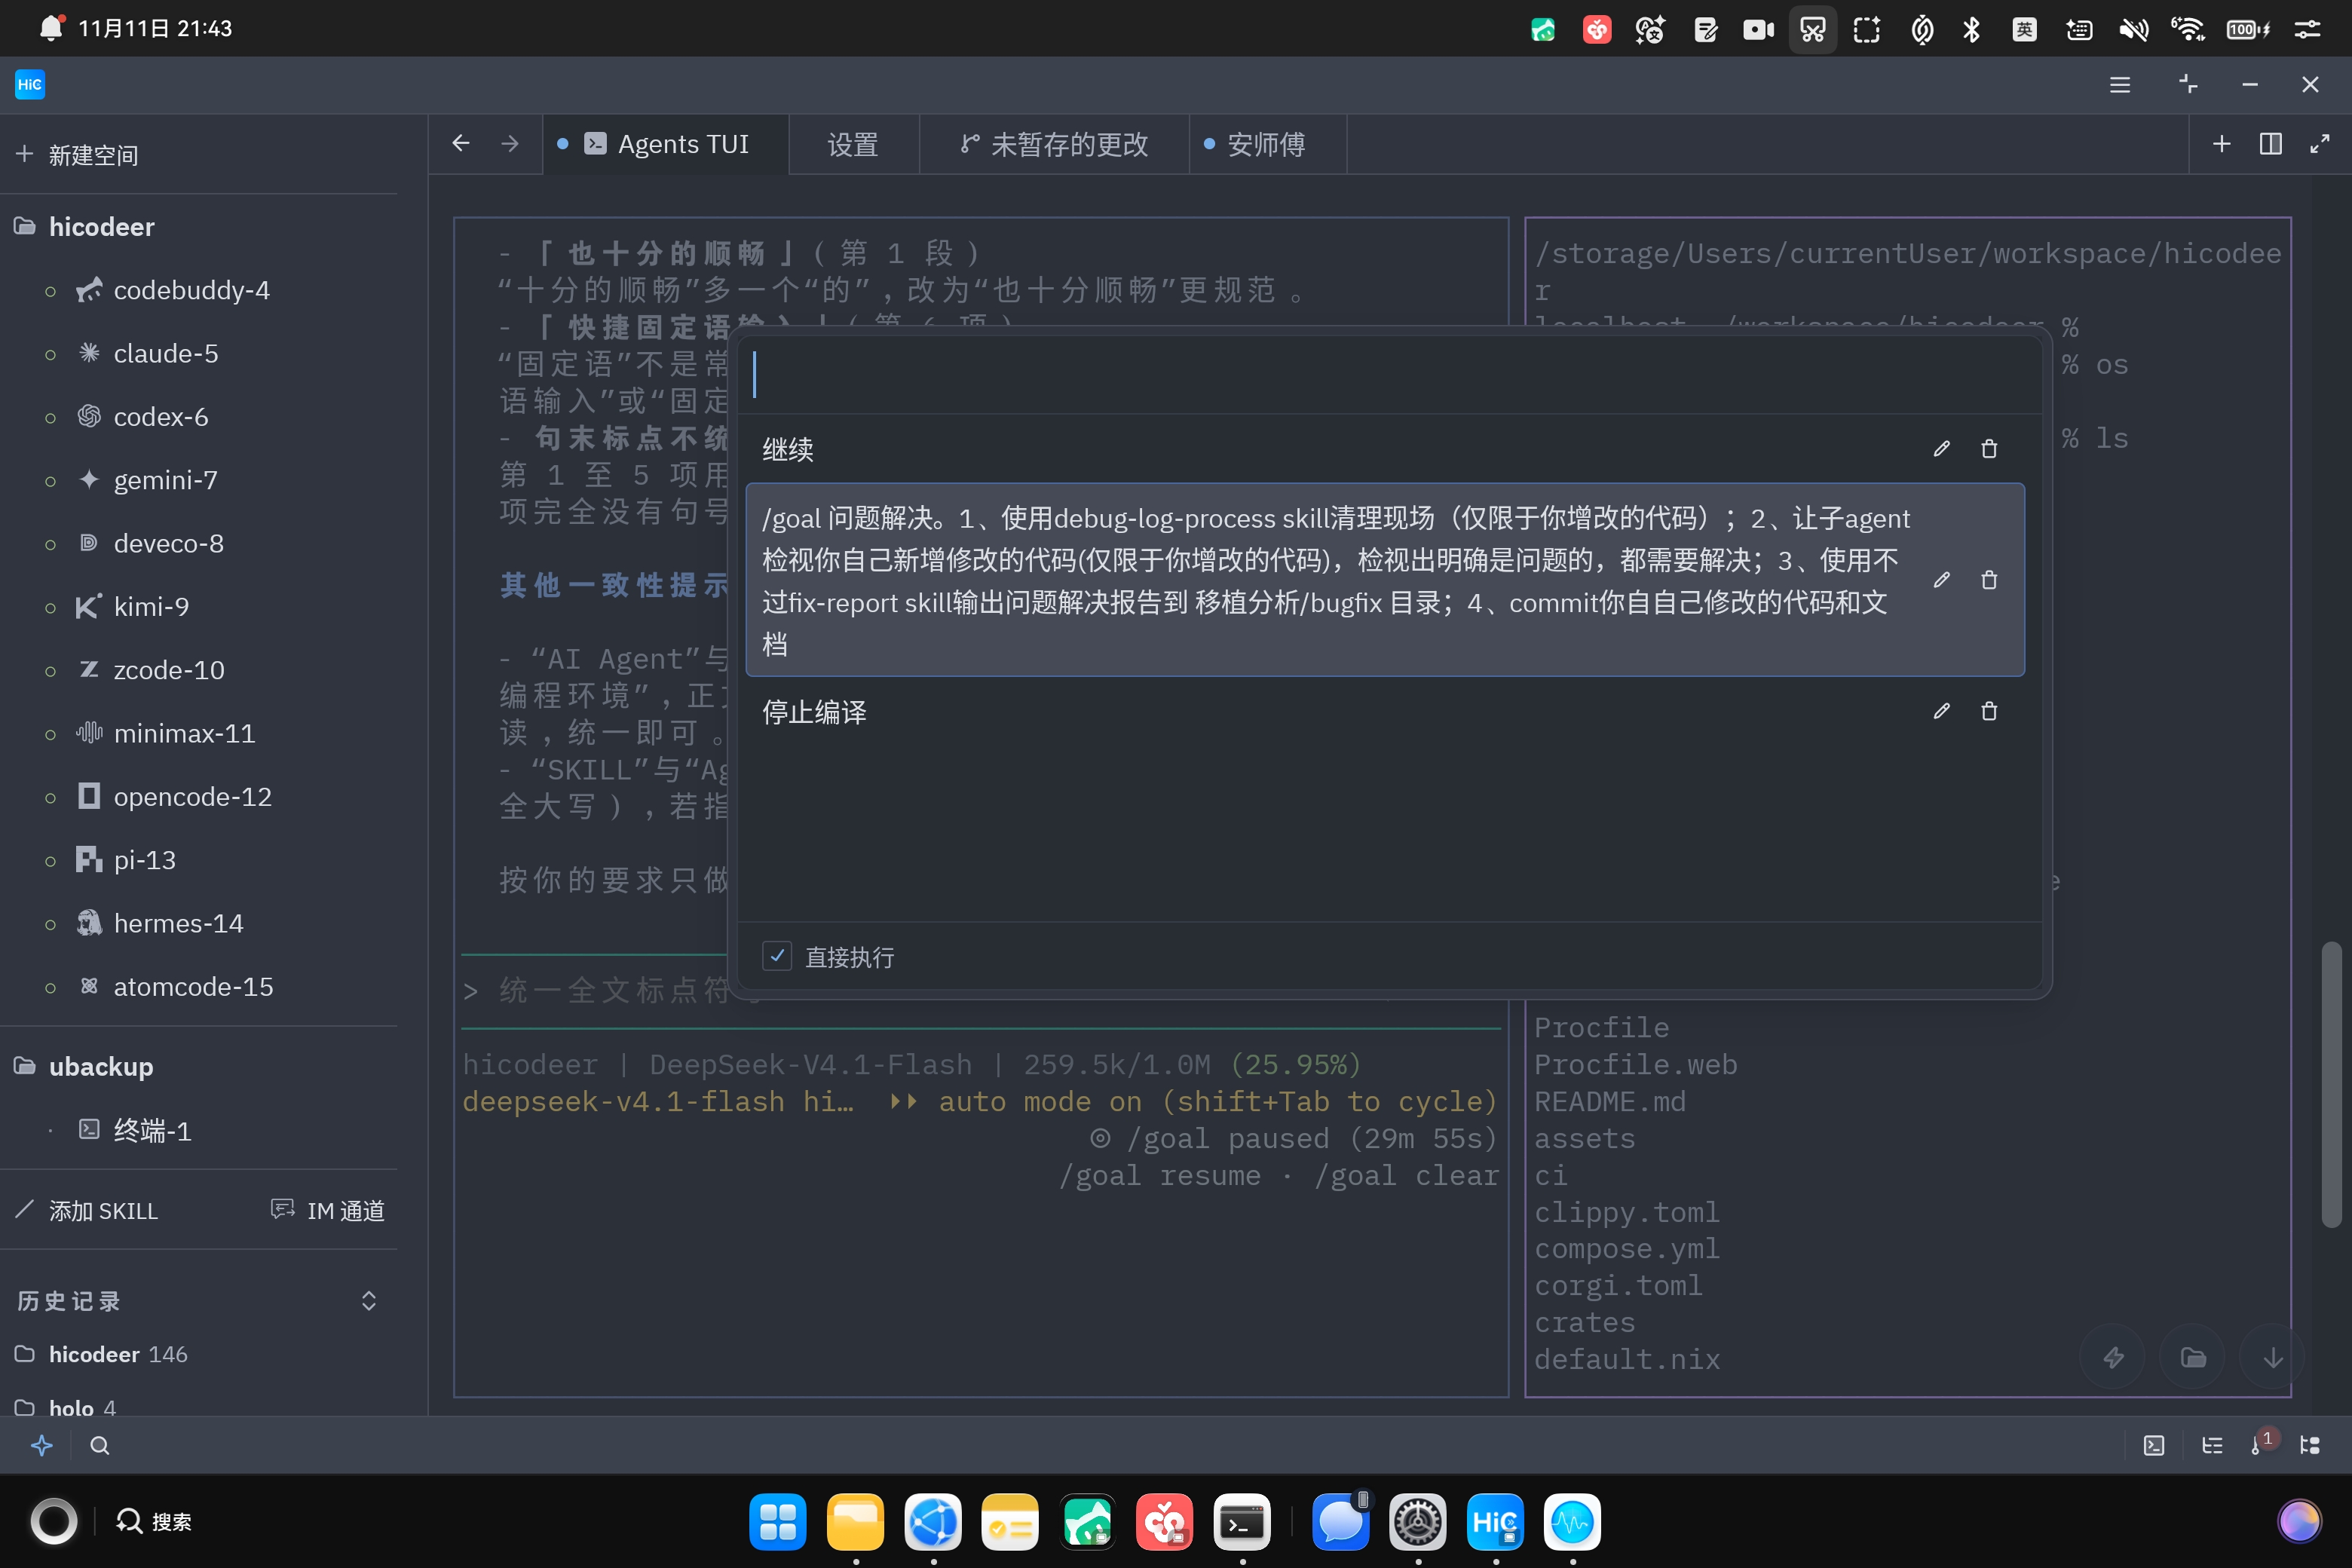 11月11日 21:43
英
100
HiC
新建空间
Agents TUI
设置
未暂存的更改
安师傅
hicodeer
codebuddy-4
claude-5
codex-6
gemini-7
deveco-8
kimi-9
zcode-10
minimax-11
opencode-12
pi-13
hermes-14
atomcode-15
ubackup
终端-1
添加 SKILL
IM 通道
历史记录
hicodeer 146
holo 4
- 「也十分的顺畅」(第 1 段)
“十分的顺畅”多一个“的”,改为“也十分顺畅”更规范。
- 「快捷固定语输入」(第 6 项)
“固定语”不是常
语输入”或“固定
- 句末标点不统
第 1 至 5 项用
项完全没有句号
其他一致性提示
- “AI Agent”与
编程环境”,正文
读,统一即可。
- “SKILL”与“Ag
全大写),若指
按你的要求只做
> 统一全文标点符号
hicodeer | DeepSeek-V4.1-Flash | 259.5k/1.0M (25.95%)
deepseek-v4.1-flash hi… ⏵⏵ auto mode on (shift+Tab to cycle)
◎ /goal paused (29m 55s)
/goal resume · /goal clear
继续
/goal 问题解决。1、使用debug-log-process skill清理现场（仅限于你增改的代码）；2、让子agent
检视你自己新增修改的代码(仅限于你增改的代码)，检视出明确是问题的，都需要解决；3、使用不
过fix-report skill输出问题解决报告到 移植分析/bugfix 目录；4、commit你自自己修改的代码和文
档
停止编译
直接执行
/storage/Users/currentUser/workspace/hicodee
r
localhost ~/workspace/hicodeer %
% os
% ls
e
Procfile
Procfile.web
README.md
assets
ci
clippy.toml
compose.yml
corgi.toml
crates
default.nix
1
搜索
HiC